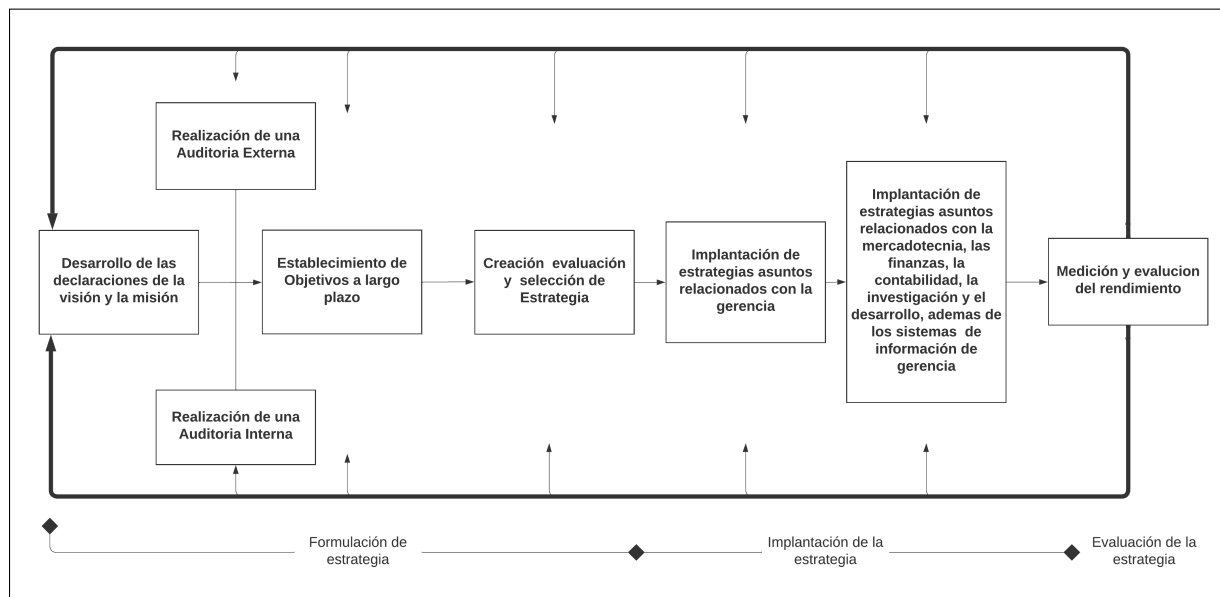 Realización de una
Auditoria Externa
Desarrollo de las
declaraciones de la
visión y la misión
Establecimiento de
Objetivos a largo
plazo
Creación evaluación
y selección de
Estrategia
Implantación de
estrategias asuntos
relacionados con la
gerencia
Implantación de
estrategias asuntos
relacionados con la
mercadotecnia, las
finanzas, la
contabilidad, la
investigación y el
desarrollo, ademas de
los sistemas de
información de
gerencia
Medición y evalucion
del rendimiento
Realización de una
Auditoria Interna
Formulación de
estrategia
Implantación de la
estrategia
Evaluación de la
estrategia